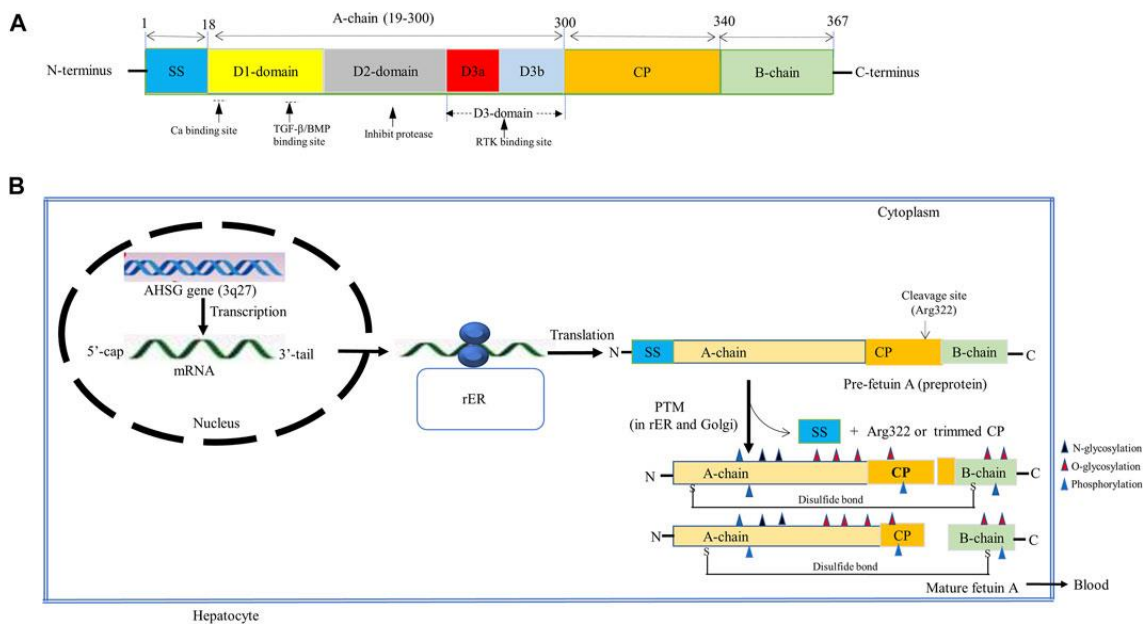 A
1
18
A-chain (19-300)
300
340
367
N-terminus
SS
D1-domain
D2-domain
D3a
D3b
CP
B-chain
C-terminus
D3-domain
Ca binding site
TGF-β/BMP
binding site
Inhibit protease
RTK binding site
B
Cytoplasm
AHSG gene (3q27)
Transcription
5’-cap
3’-tail
mRNA
Nucleus
rER
Translation
Cleavage site
(Arg322)
N
SS
A-chain
CP
B-chain
C
Pre-fetuin A (preprotein)
PTM
(in rER and Golgi)
SS
+ Arg322 or trimmed CP
N-glycosylation
O-glycosylation
Phosphorylation
N
A-chain
CP
B-chain
C
S
S
Disulfide bond
N
A-chain
CP
B-chain
C
S
S
Disulfide bond
Mature fetuin A
Blood
Hepatocyte